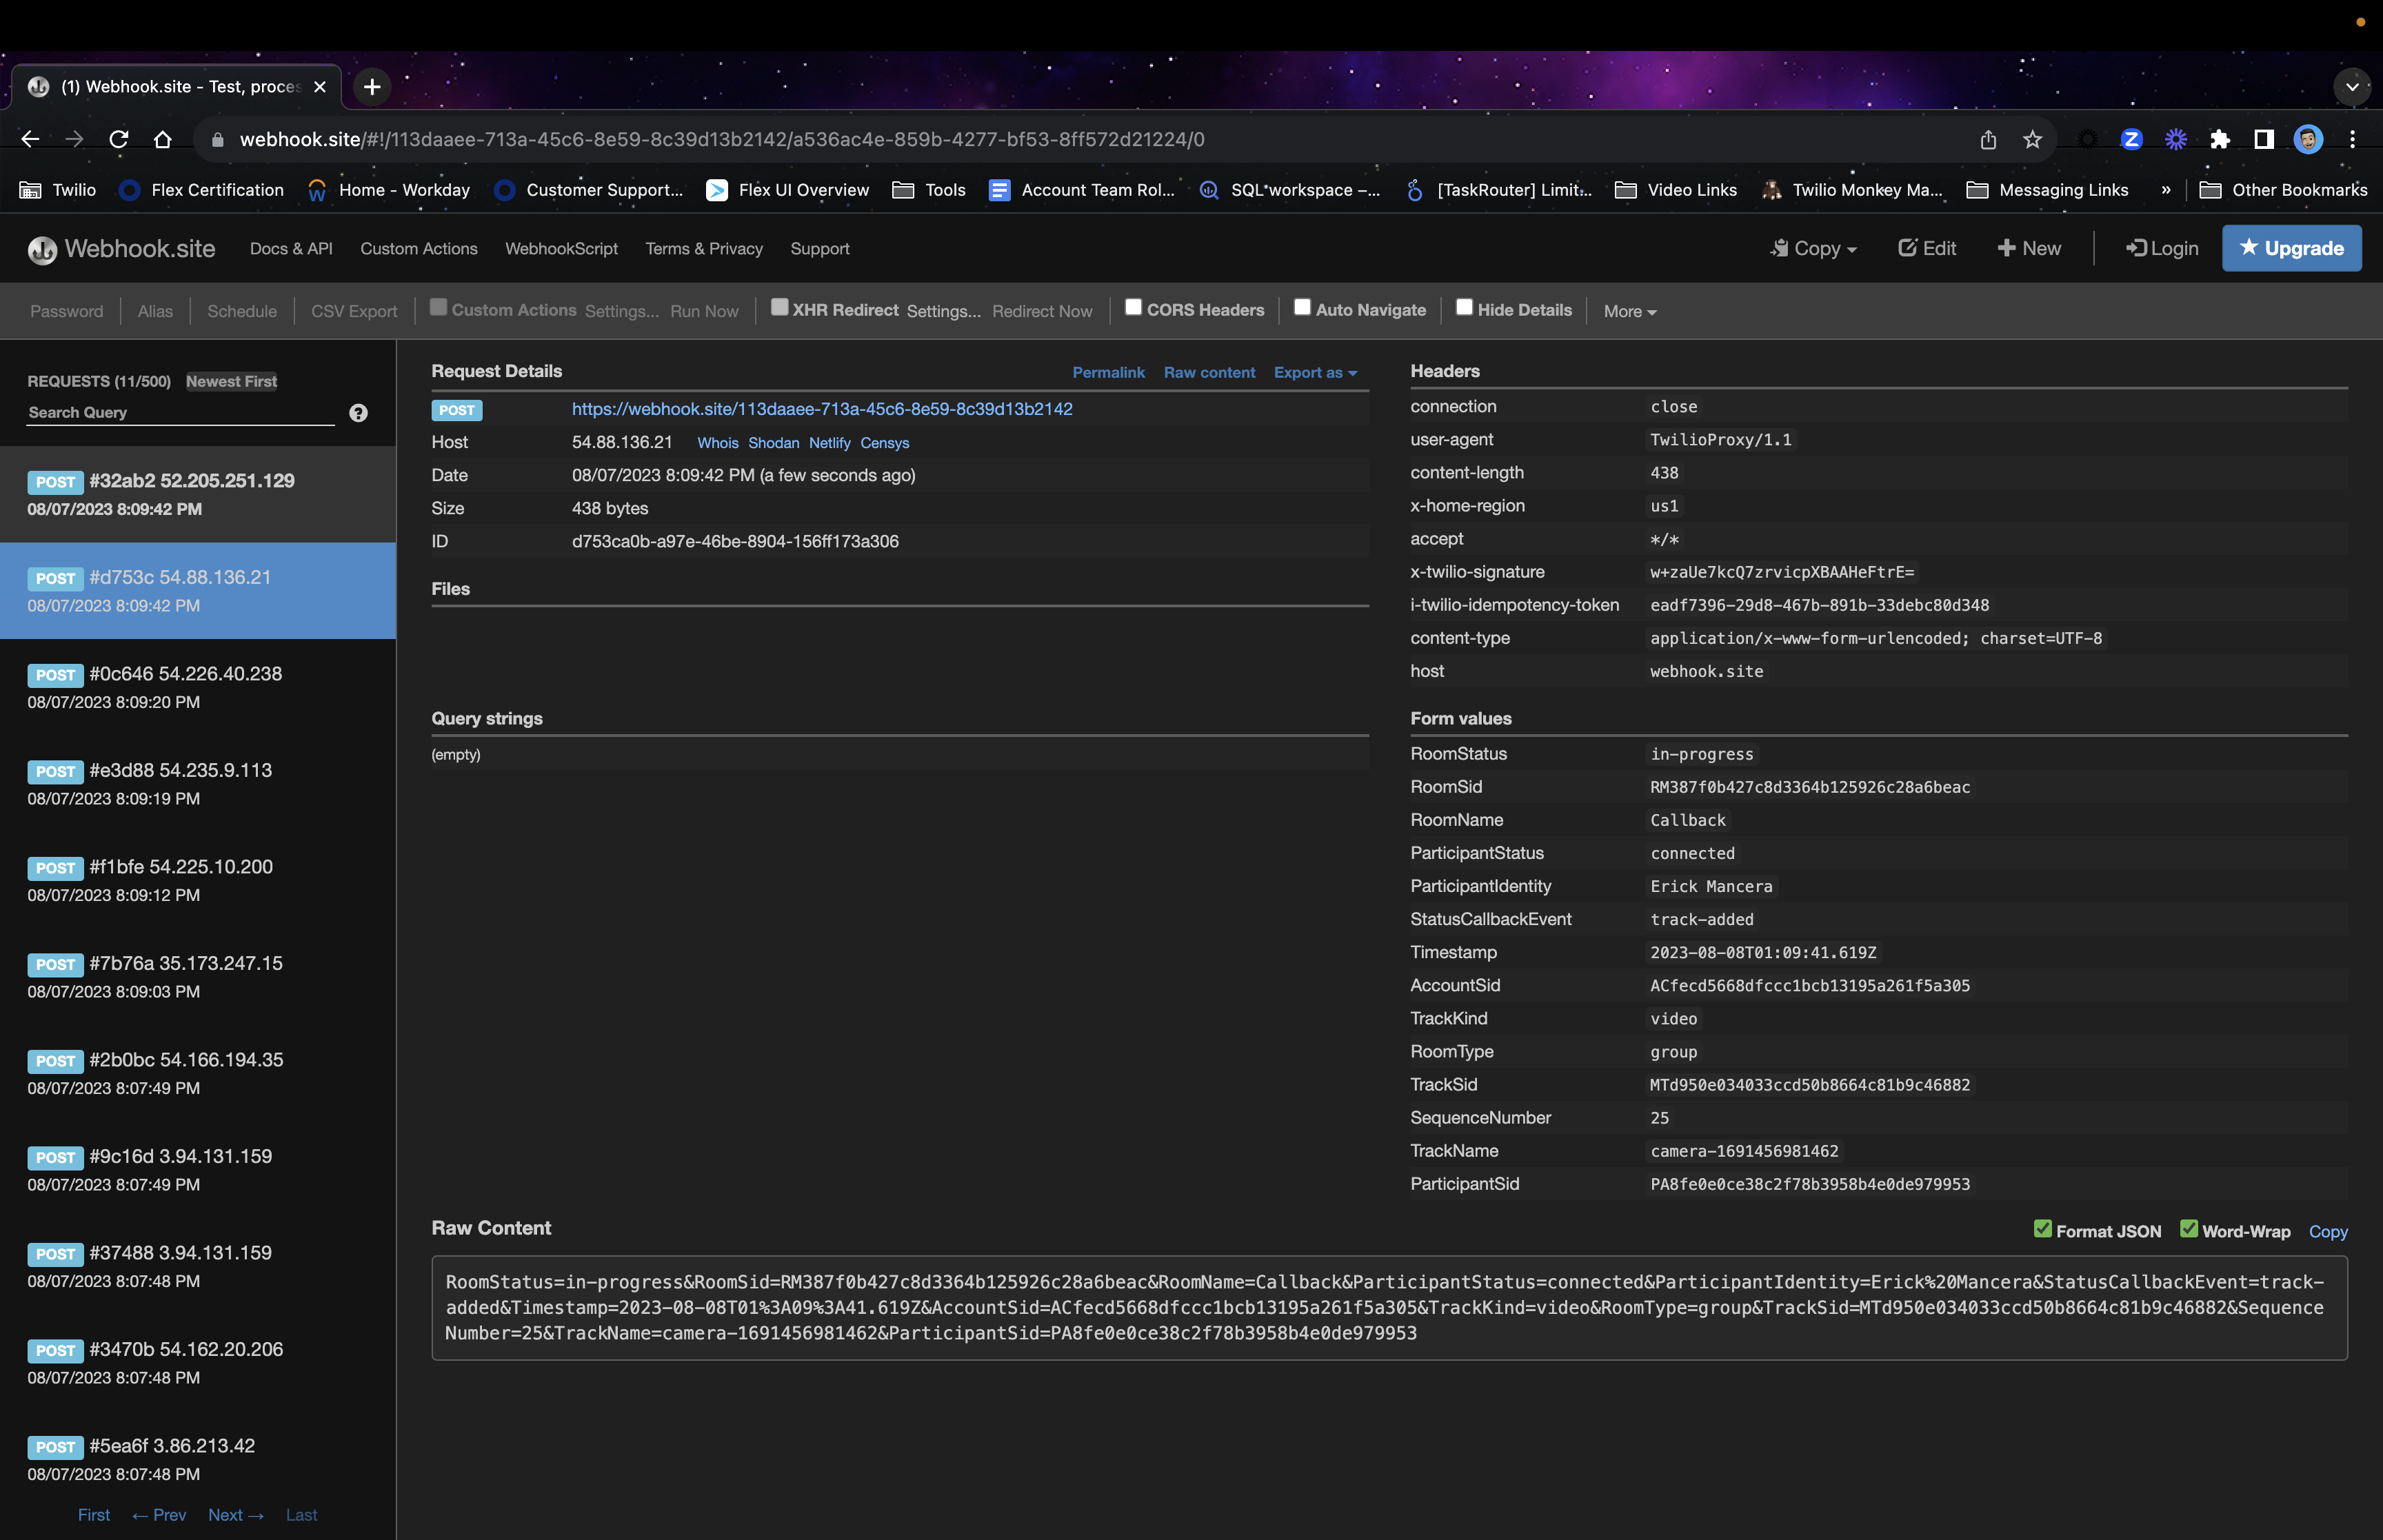 (1) Webhook.site - Test, proces
webhook.site/#!/113daaee-713a-45c6-8e59-8c39d13b2142/a536ac4e-859b-4277-bf53-8ff572d21224/0
Twilio Flex Certification Home - Workday Customer Support... Flex UI Overview Tools Account Team Rol... SQL workspace –... [TaskRouter] Limit... Video Links Twilio Monkey Ma... Messaging Links » Other Bookmarks
Webhook.site Docs & API Custom Actions WebhookScript Terms & Privacy Support Copy Edit New Login Upgrade
Password Alias Schedule CSV Export Custom Actions Settings... Run Now XHR Redirect Settings... Redirect Now CORS Headers Auto Navigate Hide Details More
REQUESTS (11/500) Newest First
Search Query ?
POST #32ab2 52.205.251.129
08/07/2023 8:09:42 PM
POST #d753c 54.88.136.21
08/07/2023 8:09:42 PM
POST #0c646 54.226.40.238
08/07/2023 8:09:20 PM
POST #e3d88 54.235.9.113
08/07/2023 8:09:19 PM
POST #f1bfe 54.225.10.200
08/07/2023 8:09:12 PM
POST #7b76a 35.173.247.15
08/07/2023 8:09:03 PM
POST #2b0bc 54.166.194.35
08/07/2023 8:07:49 PM
POST #9c16d 3.94.131.159
08/07/2023 8:07:49 PM
POST #37488 3.94.131.159
08/07/2023 8:07:48 PM
POST #3470b 54.162.20.206
08/07/2023 8:07:48 PM
POST #5ea6f 3.86.213.42
08/07/2023 8:07:48 PM
First ← Prev Next → Last
Request Details Permalink Raw content Export as
POST https://webhook.site/113daaee-713a-45c6-8e59-8c39d13b2142
Host 54.88.136.21 Whois Shodan Netlify Censys
Date 08/07/2023 8:09:42 PM (a few seconds ago)
Size 438 bytes
ID d753ca0b-a97e-46be-8904-156ff173a306
Files
Query strings
(empty)
Headers
connection close
user-agent TwilioProxy/1.1
content-length 438
x-home-region us1
accept */*
x-twilio-signature w+zaUe7kcQ7zrvicpXBAAHeFtrE=
i-twilio-idempotency-token eadf7396-29d8-467b-891b-33debc80d348
content-type application/x-www-form-urlencoded; charset=UTF-8
host webhook.site
Form values
RoomStatus in-progress
RoomSid RM387f0b427c8d3364b125926c28a6beac
RoomName Callback
ParticipantStatus connected
ParticipantIdentity Erick Mancera
StatusCallbackEvent track-added
Timestamp 2023-08-08T01:09:41.619Z
AccountSid ACfecd5668dfccc1bcb13195a261f5a305
TrackKind video
RoomType group
TrackSid MTd950e034033ccd50b8664c81b9c46882
SequenceNumber 25
TrackName camera-1691456981462
ParticipantSid PA8fe0e0ce38c2f78b3958b4e0de979953
Raw Content Format JSON Word-Wrap Copy
RoomStatus=in-progress&RoomSid=RM387f0b427c8d3364b125926c28a6beac&RoomName=Callback&ParticipantStatus=connected&ParticipantIdentity=Erick%20Mancera&StatusCallbackEvent=track-
added&Timestamp=2023-08-08T01%3A09%3A41.619Z&AccountSid=ACfecd5668dfccc1bcb13195a261f5a305&TrackKind=video&RoomType=group&TrackSid=MTd950e034033ccd50b8664c81b9c46882&Sequence
Number=25&TrackName=camera-1691456981462&ParticipantSid=PA8fe0e0ce38c2f78b3958b4e0de979953